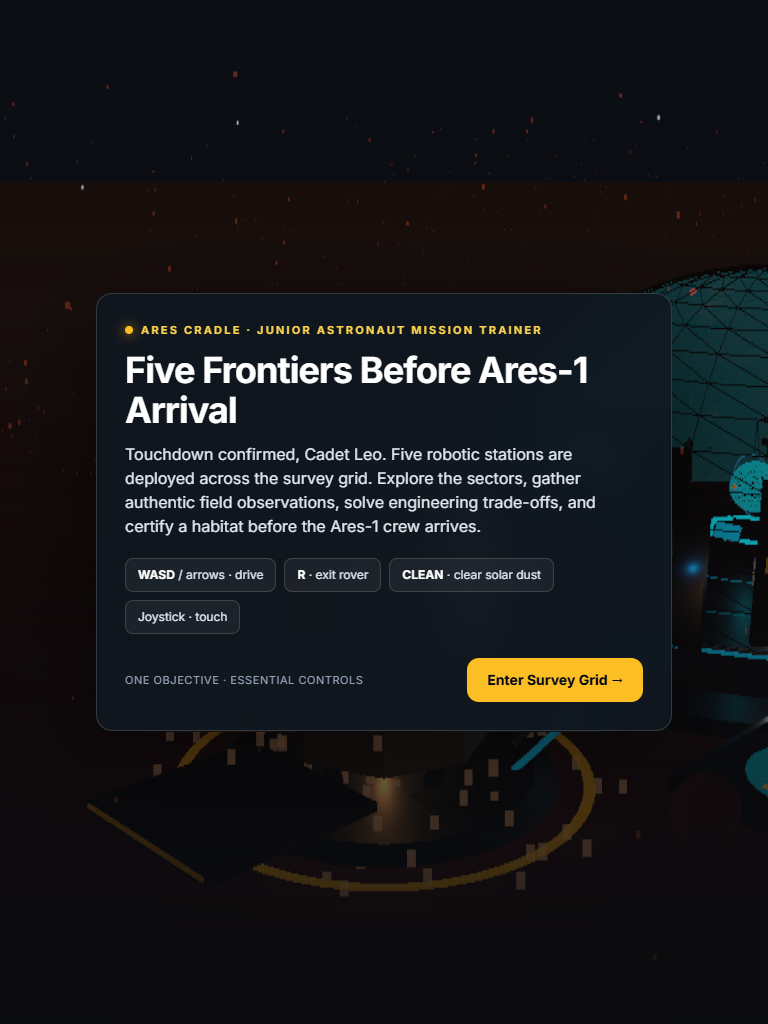 ARES CRADLE · JUNIOR ASTRONAUT MISSION TRAINER
Five Frontiers Before Ares-1
Arrival
Touchdown confirmed, Cadet Leo. Five robotic stations are
deployed across the survey grid. Explore the sectors, gather
authentic field observations, solve engineering trade-offs, and
certify a habitat before the Ares-1 crew arrives.
WASD / arrows · drive
R · exit rover
CLEAN · clear solar dust
Joystick · touch
ONE OBJECTIVE · ESSENTIAL CONTROLS
Enter Survey Grid →